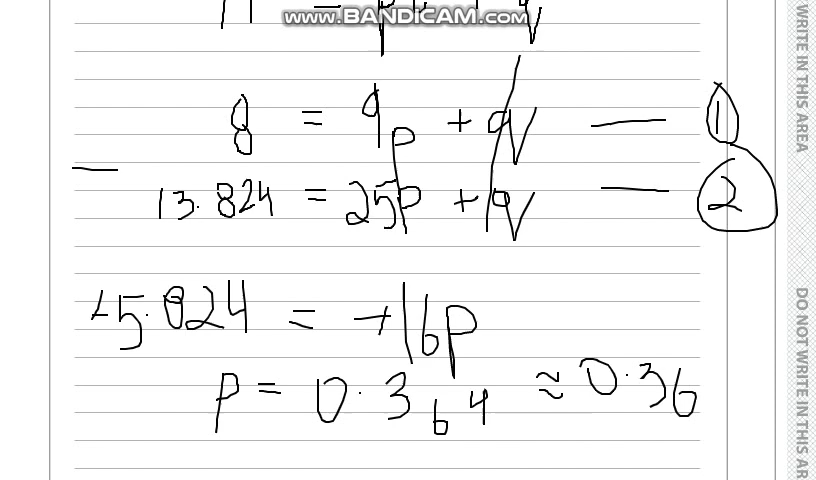 www.BANDICAM.com
8 = 9p + q — 1
— 13.824 = 25p + q — 2
-5.824 = -16p
p = 0.364 ≈ 0.36
WRITE IN THIS AREA
DO NOT WRITE IN THIS AR